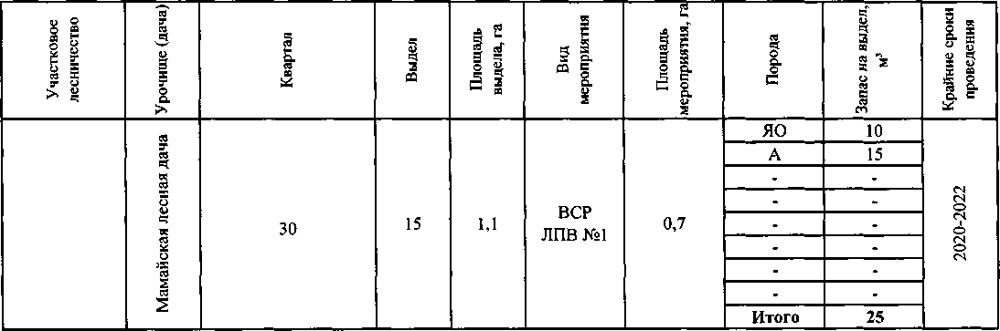 Участковое
лесничество
Урочище (дача)
Квартал
Выдел
Площадь
выдела, га
Вид
мероприятия
Площадь
мероприятия, га
Порода
Запас на выдел,
м³
Крайние сроки
проведения
Мамайская лесная дача
30
15
1,1
ВСР
ЛПВ №1
0,7
ЯО 10
А 15
- -
- -
- -
- -
- -
- -
Итого 25
2020-2022